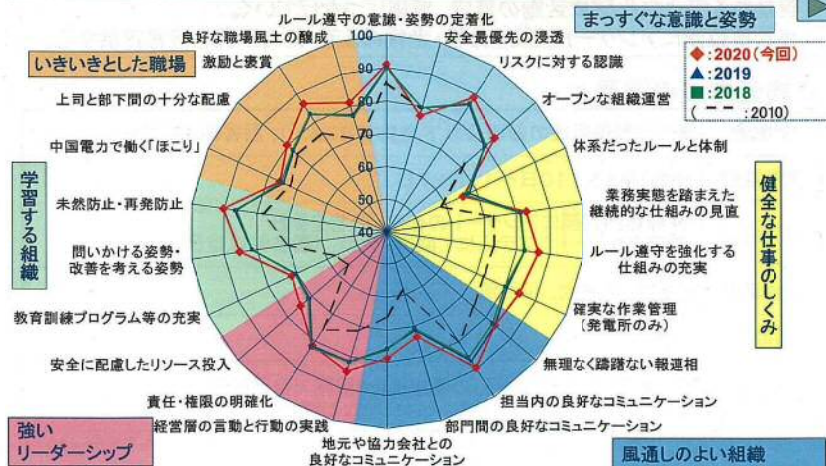 ルール遵守の意識・姿勢の定着化
まっすぐな意識と姿勢
良好な職場風土の醸成
安全最優先の浸透
激励と褒賞
リスクに対する認識
いきいきとした職場
◆:2020(今回)
▲:2019
■:2018
(---:2010)
上司と部下間の十分な配慮
オープンな組織運営
中国電力で働く「ほこり」
体系だったルールと体制
学習する組織
未然防止・再発防止
業務実態を踏まえた
継続的な仕組みの見直
健全な仕事のしくみ
問いかける姿勢・
改善を考える姿勢
ルール遵守を強化する
仕組みの充実
教育訓練プログラム等の充実
確実な作業管理
(発電所のみ)
安全に配慮したリソース投入
無理なく躊躇ない報連相
責任・権限の明確化
担当内の良好なコミュニケーション
強い
リーダーシップ
経営層の言動と行動の実践
部門間の良好なコミュニケーション
地元や協力会社との
良好なコミュニケーション
風通しのよい組織
100
90
80
70
60
50
40